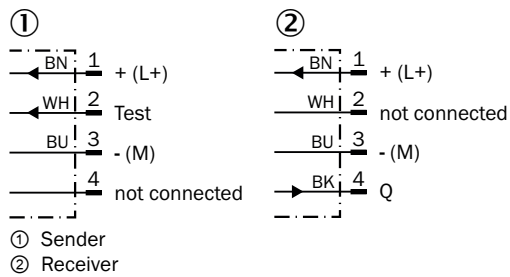 ①
BN 1 + (L+)
WH 2 Test
BU 3 - (M)
4 not connected
②
BN 1 + (L+)
WH 2 not connected
BU 3 - (M)
BK 4 Q
① Sender
② Receiver